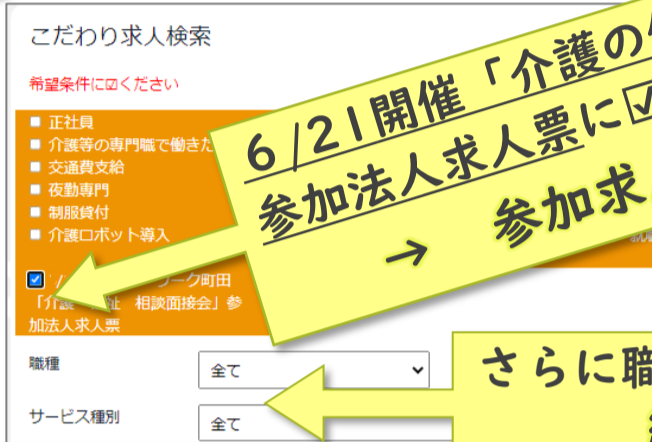 こだわり求人検索
希望条件に☑ください
正社員
介護等の専門職で働きた
交通費支給
夜勤専門
制服貸付
介護ロボット導入
ーク町田
「介護 祉 相談面接会」参
加法人求人票
6/21開催「介護の
参加法人求人票に☑
→ 参加求
職種
全て
サービス種別
全て
さらに職